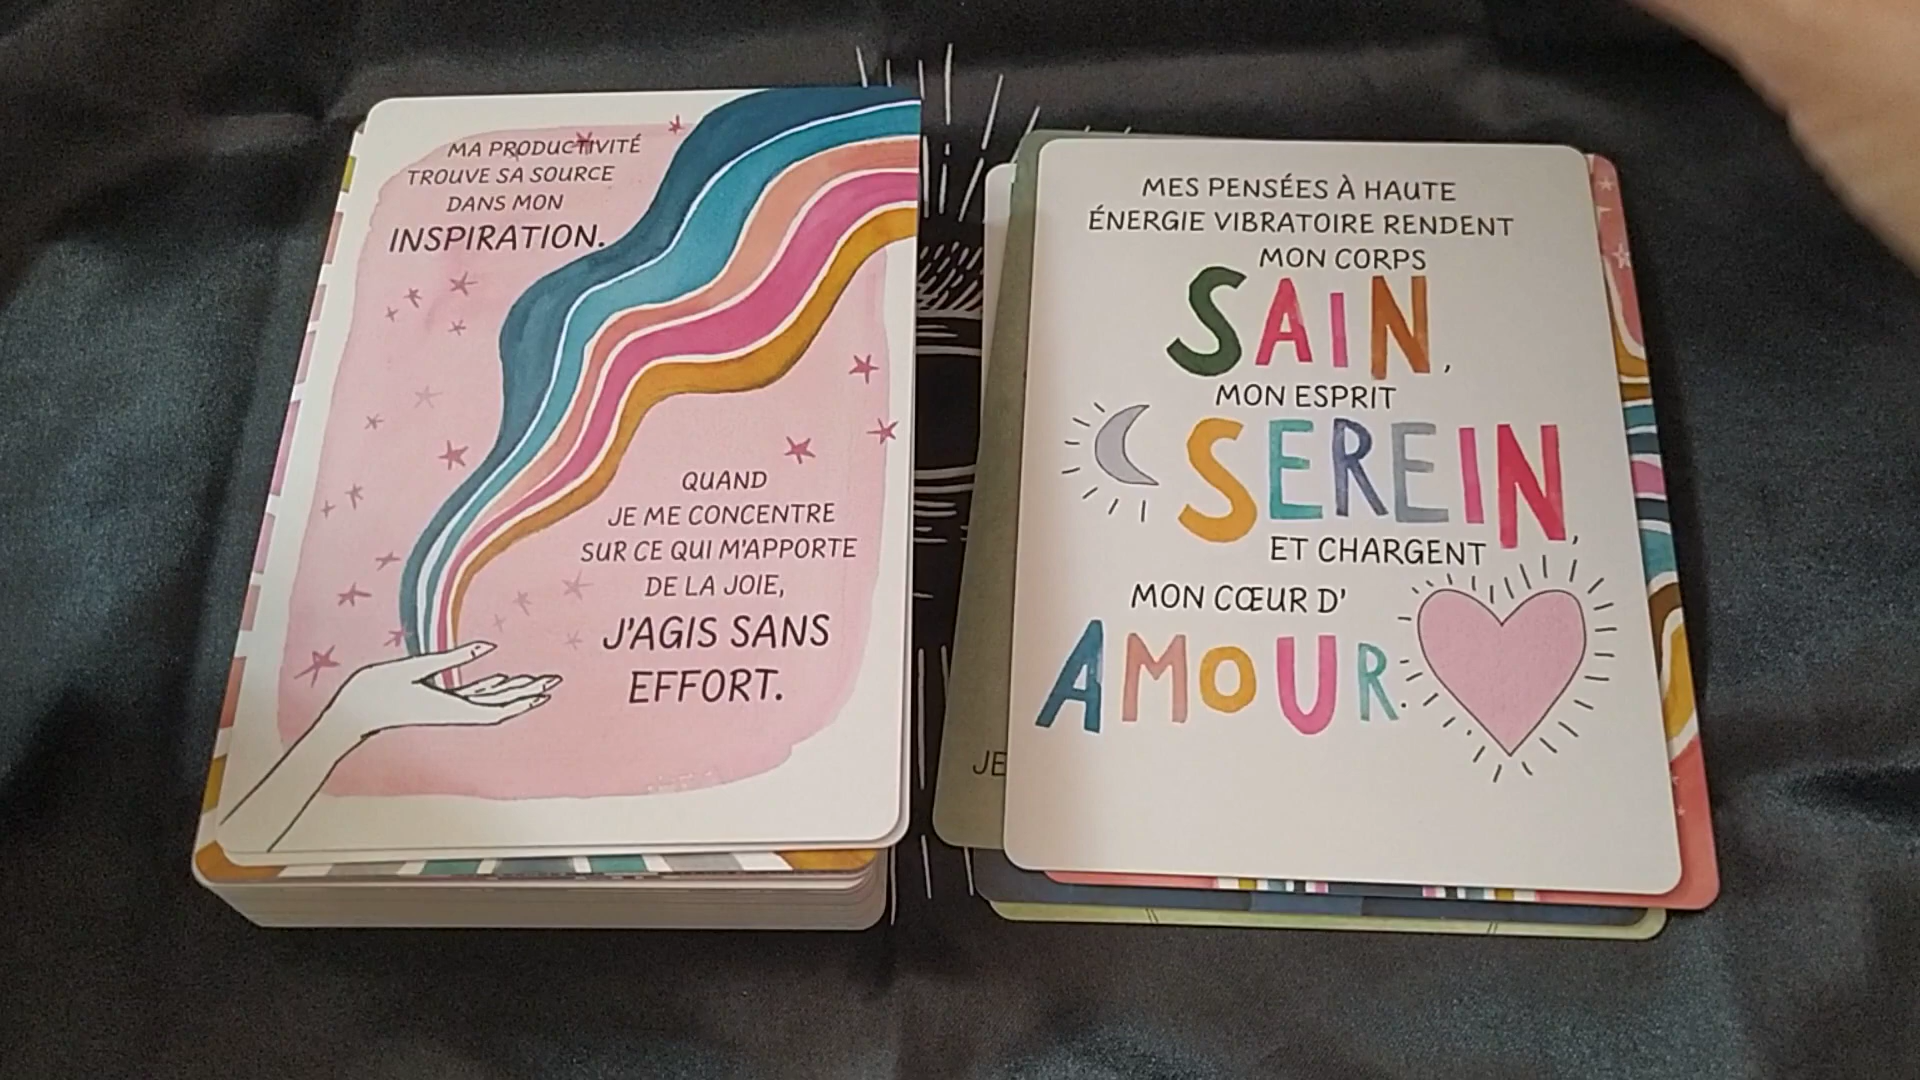 MA PRODUCTIVITÉ
TROUVE SA SOURCE
DANS MON
INSPIRATION.
QUAND
JE ME CONCENTRE
SUR CE QUI M'APPORTE
DE LA JOIE,
J'AGIS SANS
EFFORT.
MES PENSÉES À HAUTE
ÉNERGIE VIBRATOIRE RENDENT
MON CORPS
SAIN,
MON ESPRIT
SEREIN,
ET CHARGENT
MON CŒUR D'
AMOUR.
JE